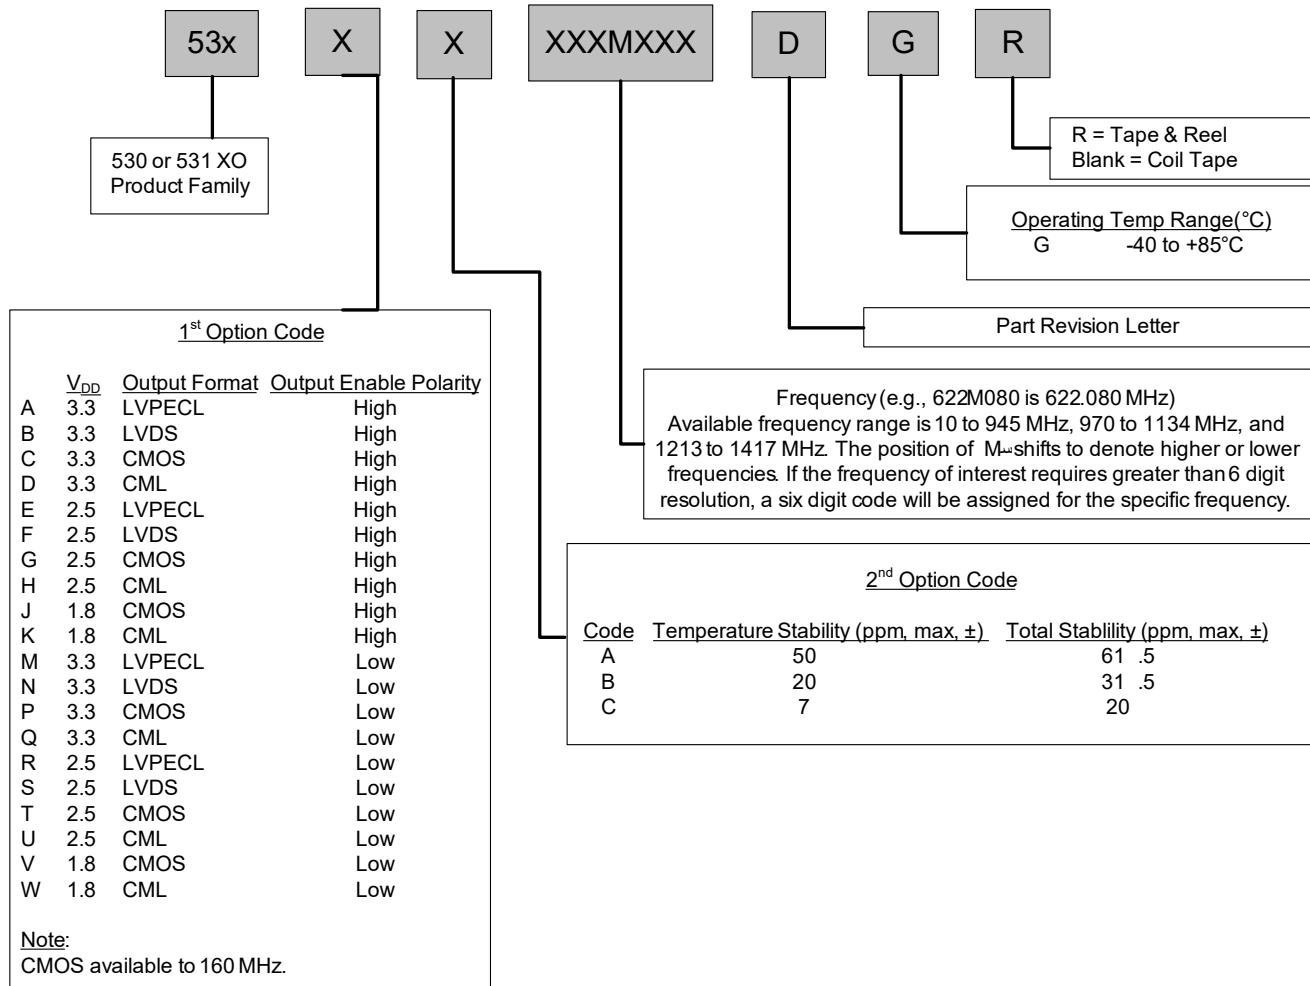 53x X X XXXMXXX D G R
530 or 531 XO
Product Family
R = Tape & Reel
Blank = Coil Tape
Operating Temp Range(°C)
G -40 to +85°C
Part Revision Letter
Frequency (e.g., 622M080 is 622.080 MHz)
Available frequency range is 10 to 945 MHz, 970 to 1134 MHz, and
1213 to 1417 MHz. The position of M shifts to denote higher or lower
frequencies. If the frequency of interest requires greater than 6 digit
resolution, a six digit code will be assigned for the specific frequency.
1st Option Code
VDD Output Format Output Enable Polarity
A 3.3 LVPECL High
B 3.3 LVDS High
C 3.3 CMOS High
D 3.3 CML High
E 2.5 LVPECL High
F 2.5 LVDS High
G 2.5 CMOS High
H 2.5 CML High
J 1.8 CMOS High
K 1.8 CML High
M 3.3 LVPECL Low
N 3.3 LVDS Low
P 3.3 CMOS Low
Q 3.3 CML Low
R 2.5 LVPECL Low
S 2.5 LVDS Low
T 2.5 CMOS Low
U 2.5 CML Low
V 1.8 CMOS Low
W 1.8 CML Low
Note:
CMOS available to 160 MHz.
2nd Option Code
Code Temperature Stability (ppm, max, ±) Total Stablility (ppm, max, ±)
A 50 61 .5
B 20 31 .5
C 7 20